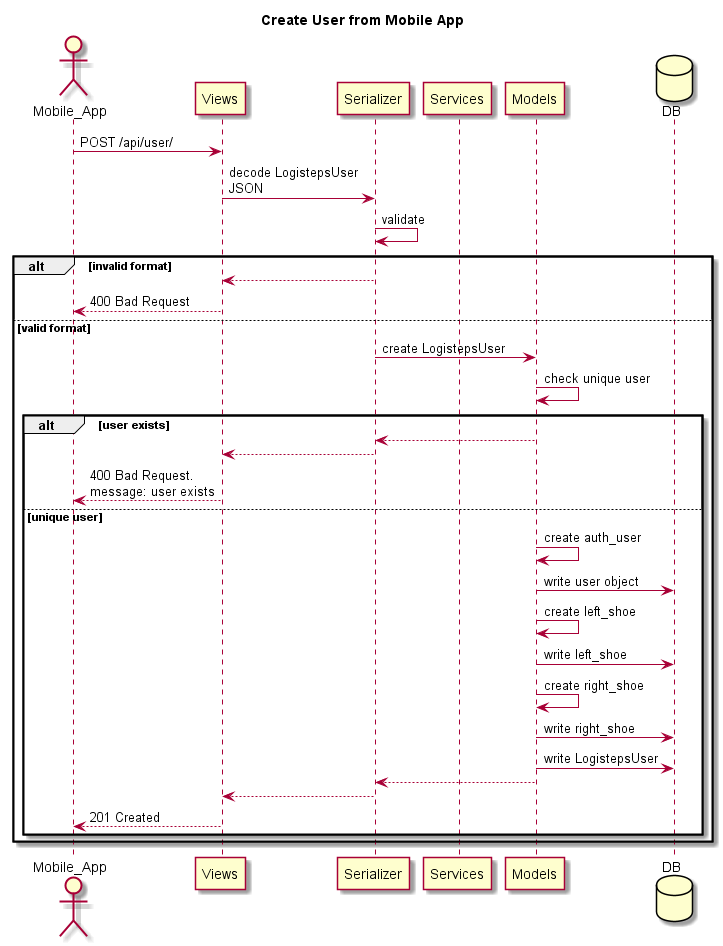 Create User from Mobile App
Mobile_App
Views
Serializer
Services
Models
DB
POST /api/user/
decode LogistepsUser
JSON
validate
alt
[invalid format]
400 Bad Request
[valid format]
create LogistepsUser
check unique user
alt
[user exists]
400 Bad Request.
message: user exists
[unique user]
create auth_user
write user object
create left_shoe
write left_shoe
create right_shoe
write right_shoe
write LogistepsUser
201 Created
Mobile_App
Views
Serializer
Services
Models
DB